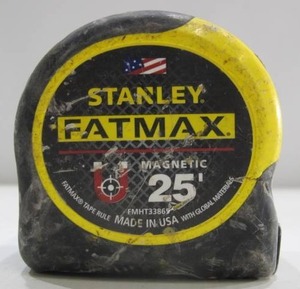 STANLEY
FATMAX®
MAGNETIC
25'
FMHT33865
FATMAX® TAPE RULE MADE IN USA WITH GLOBAL MATERIALS